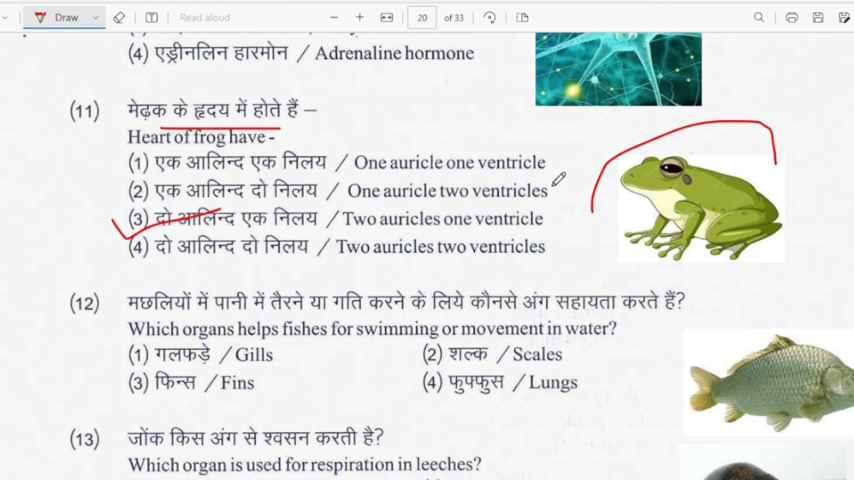 Draw
Read aloud
20 of 33
(4) एड्रीनलिन हारमोन / Adrenaline hormone
(11) मेढ़क के हृदय में होते हैं –
Heart of frog have -
(1) एक आलिन्द एक निलय / One auricle one ventricle
(2) एक आलिन्द दो निलय / One auricle two ventricles
(3) दो आलिन्द एक निलय / Two auricles one ventricle
(4) दो आलिन्द दो निलय / Two auricles two ventricles
(12) मछलियों में पानी में तैरने या गति करने के लिये कौनसे अंग सहायता करते हैं?
Which organs helps fishes for swimming or movement in water?
(1) गलफड़े / Gills (2) शल्क / Scales
(3) फिन्स / Fins (4) फुफ्फुस / Lungs
(13) जोंक किस अंग से श्वसन करती है?
Which organ is used for respiration in leeches?